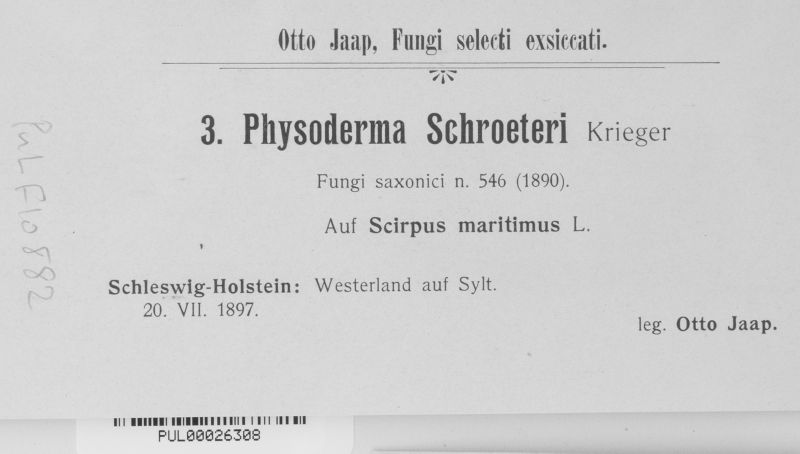 Otto Jaap, Fungi selecti exsiccati.
3. Physoderma Schroeteri Krieger
Fungi saxonici n. 546 (1890).
Auf Scirpus maritimus L.
Schleswig-Holstein: Westerland auf Sylt.
20. VII. 1897.
leg. Otto Jaap.
PUL F10882
PUL00026308